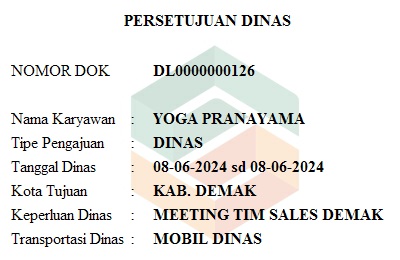 PERSETUJUAN DINAS
NOMOR DOK DL0000000126
Nama Karyawan : YOGA PRANAYAMA
Tipe Pengajuan : DINAS
Tanggal Dinas : 08-06-2024 sd 08-06-2024
Kota Tujuan : KAB. DEMAK
Keperluan Dinas : MEETING TIM SALES DEMAK
Transportasi Dinas : MOBIL DINAS